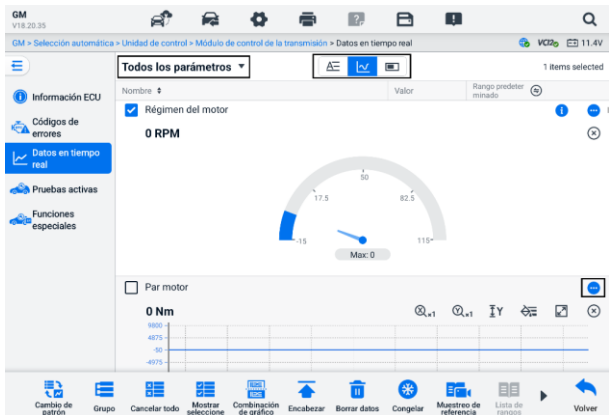 GM
V18.20.35
GM > Selección automática > Unidad de control > Módulo de control de la transmisión > Datos en tiempo real
VCI 11.4V
Todos los parámetros
1 items selected
Nombre
Valor
Rango predeter
minado
Información ECU
Códigos de
errores
Datos en tiempo
real
Pruebas activas
Funciones
especiales
Régimen del motor
0 RPM
50
17.5
82.5
-15
115
Max: 0
Par motor
0 Nm
X x1
Y x1
Y
9800
4875
-50
-4975
Cambio de
patrón
Grupo
Cancelar todo
Mostrar
seleccione
Combinación
de gráfico
Encabezar
Borrar datos
Congelar
Muestreo de
referencia
Lista de
rangos
Volver